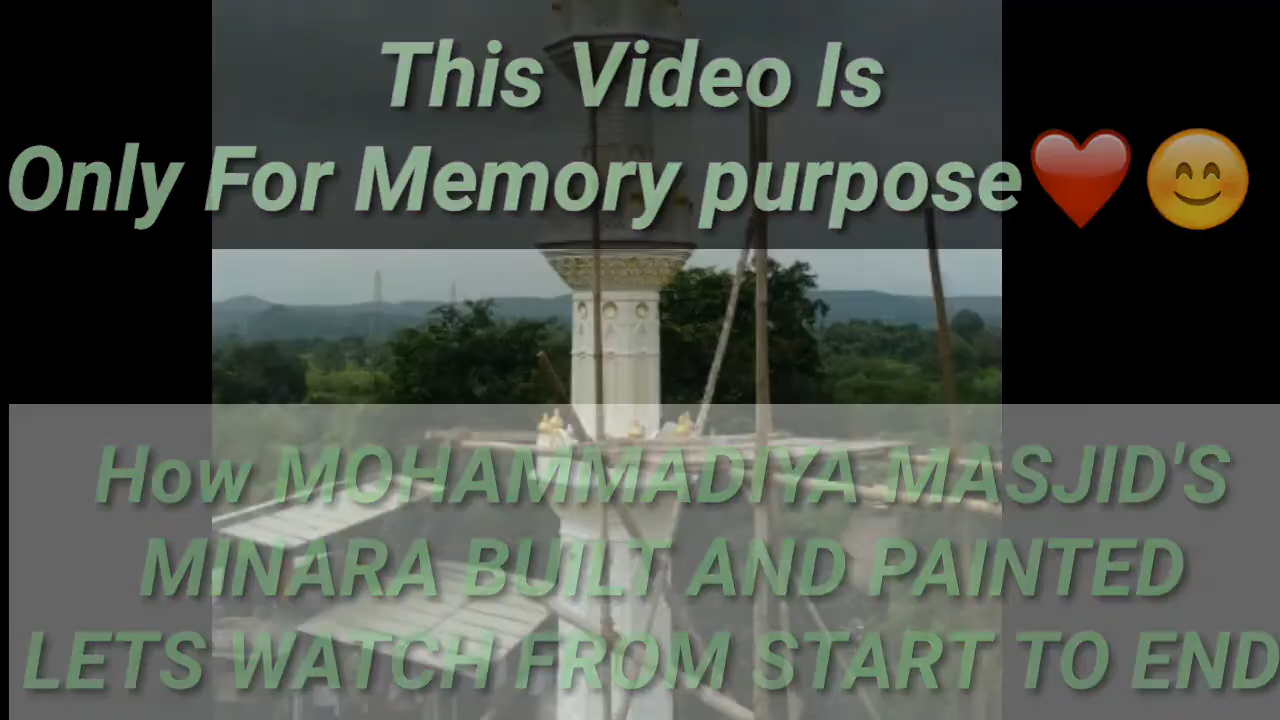 This Video Is
Only For Memory purpose❤️😊
How MOHAMMADIYA MASJID'S
MINARA BUILT AND PAINTED
LETS WATCH FROM START TO END